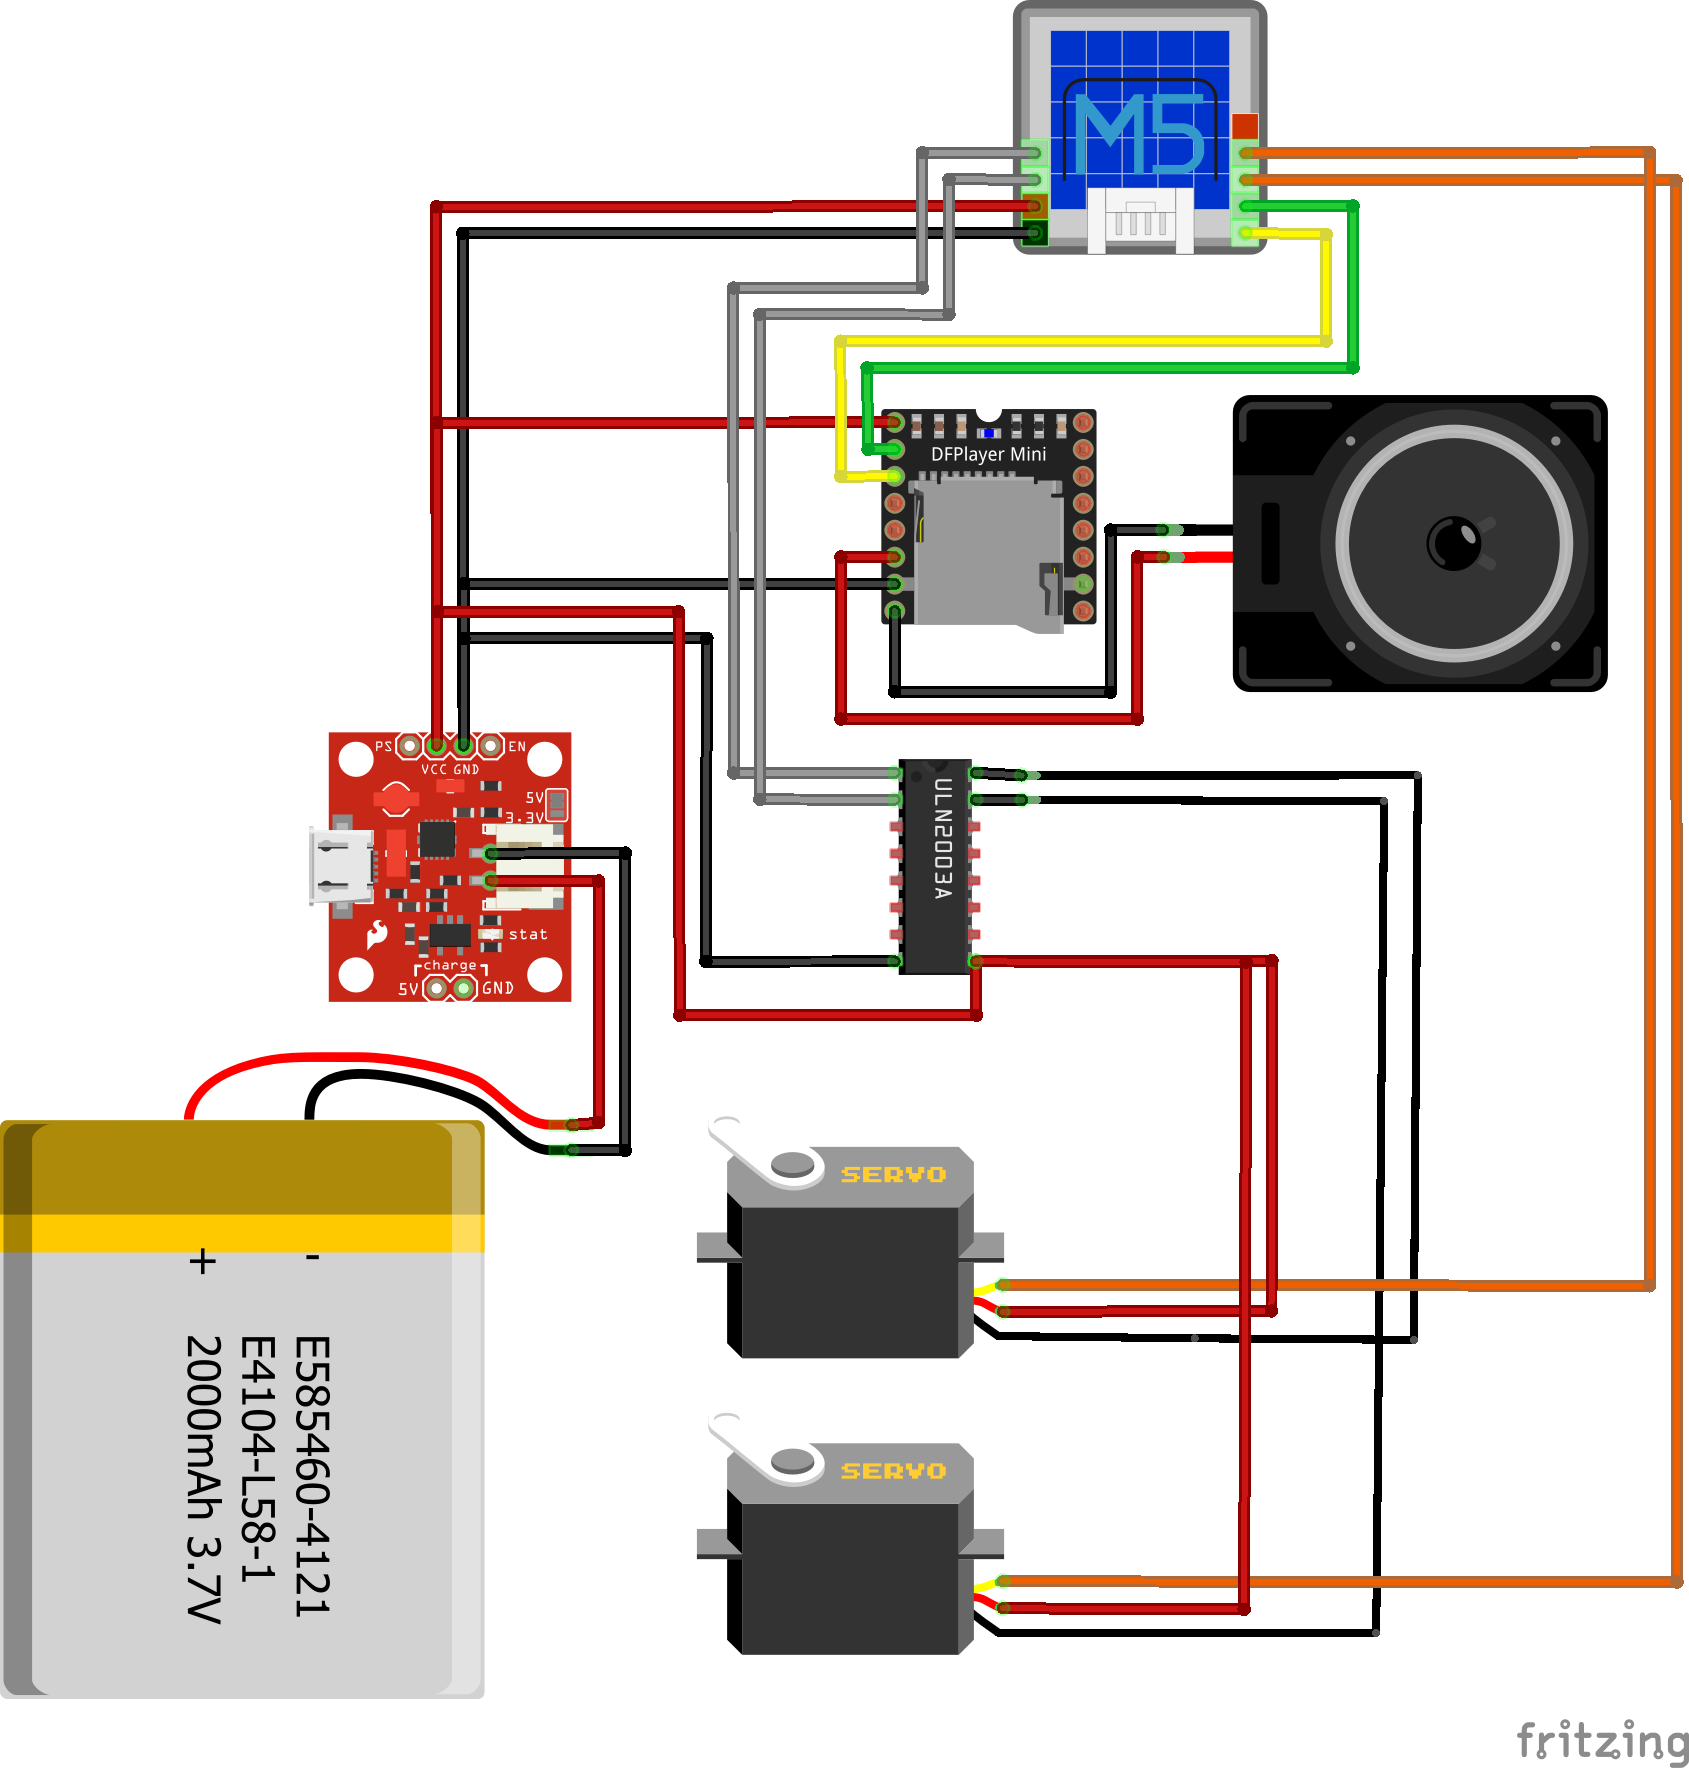 M5
DFPlayer Mini
PS
EN
VCC GND
5V
3.3V
stat
charge
5V
GND
ULN2003A
SERVO
SERVO
+
-
E585460-4121
E4104-L58-1
2000mAh 3.7V
fritzing